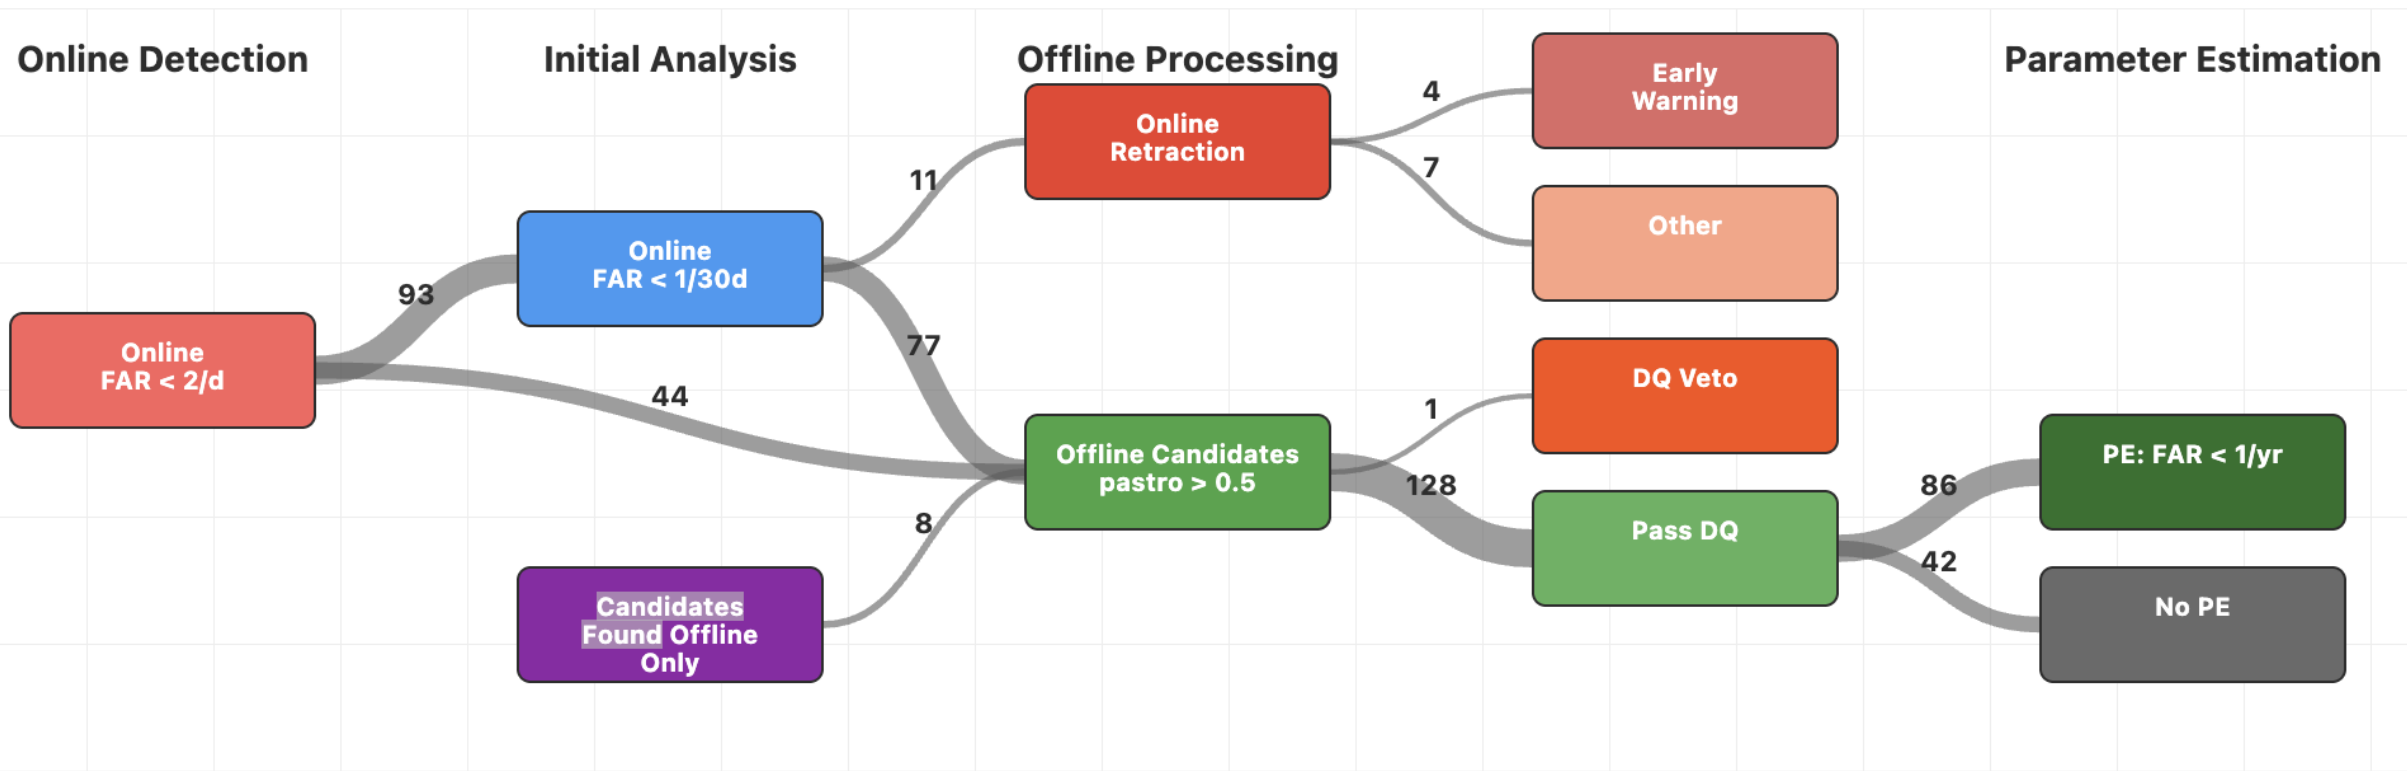 Online Detection
Initial Analysis
Offline Processing
Parameter Estimation
Online
FAR < 2/d
93
44
Online
FAR < 1/30d
11
77
Candidates
Found Offline
Only
8
Online
Retraction
4
7
Offline Candidates
pastro > 0.5
1
128
Early
Warning
Other
DQ Veto
Pass DQ
86
42
PE: FAR < 1/yr
No PE